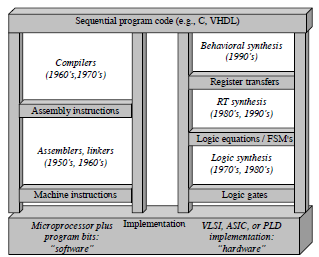 Sequential program code (e.g., C, VHDL)
Compilers
(1960's,1970's)
Assembly instructions
Assemblers, linkers
(1950's, 1960's)
Machine instructions
Behavioral synthesis
(1990's)
Register transfers
RT synthesis
(1980's, 1990's)
Logic equations / FSM's
Logic synthesis
(1970's, 1980's)
Logic gates
Microprocessor plus
program bits:
"software"
Implementation
VLSI, ASIC, or PLD
implementation:
"hardware"